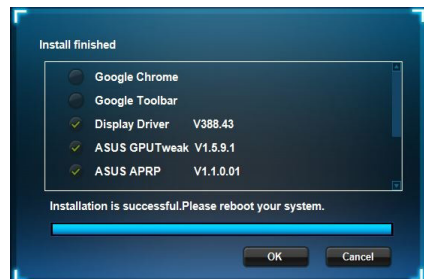 Install finished
Google Chrome
Google Toolbar
Display Driver V388.43
ASUS GPUTweak V1.5.9.1
ASUS APRP V1.1.0.01
Installation is successful.Please reboot your system.
OK Cancel